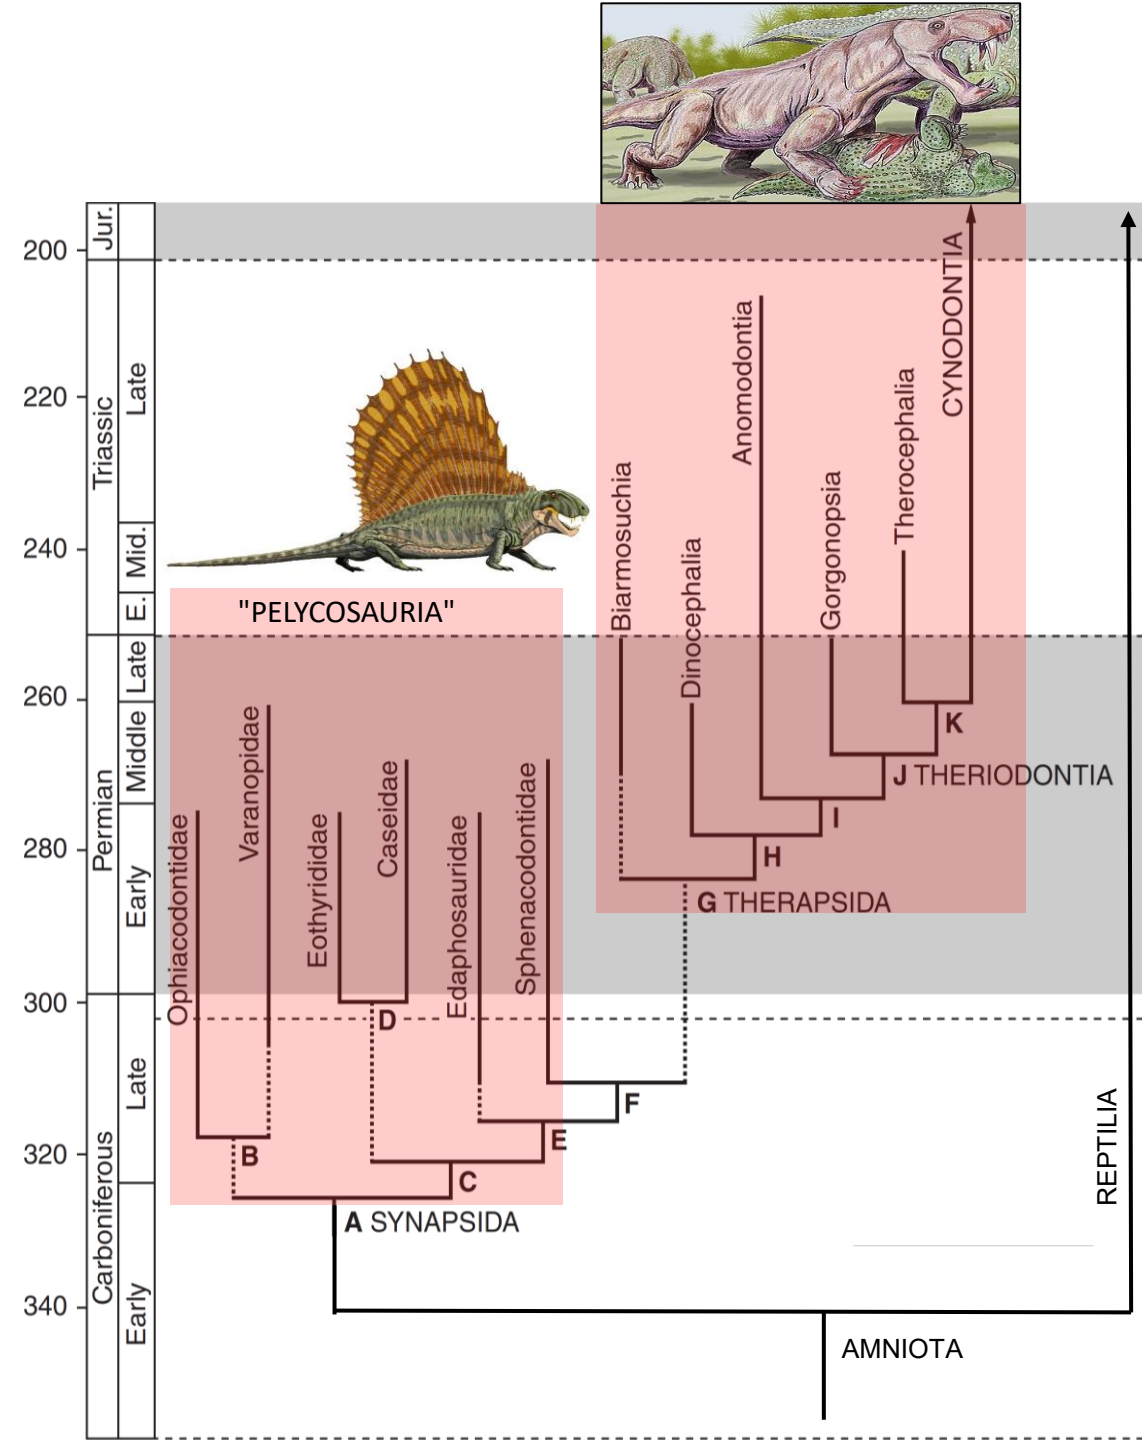 Jur.
200
CYNODONTIA
Anomodontia
Late
Therocephalia
220
Triassic
Biarmosuchia
Gorgonopsia
Mid.
240
Dinocephalia
E.
"PELYCOSAURIA"
Late
260
Varanopidae
Middle
K
Caseidae
Sphenacodontidae
J THERIODONTIA
Permian
Ophiacodontidae
Eothyrididae
Edaphosauridae
I
280
H
Early
G THERAPSIDA
300
D
Late
F
REPTILIA
E
320
B
C
Carboniferous
A SYNAPSIDA
340
Early
AMNIOTA